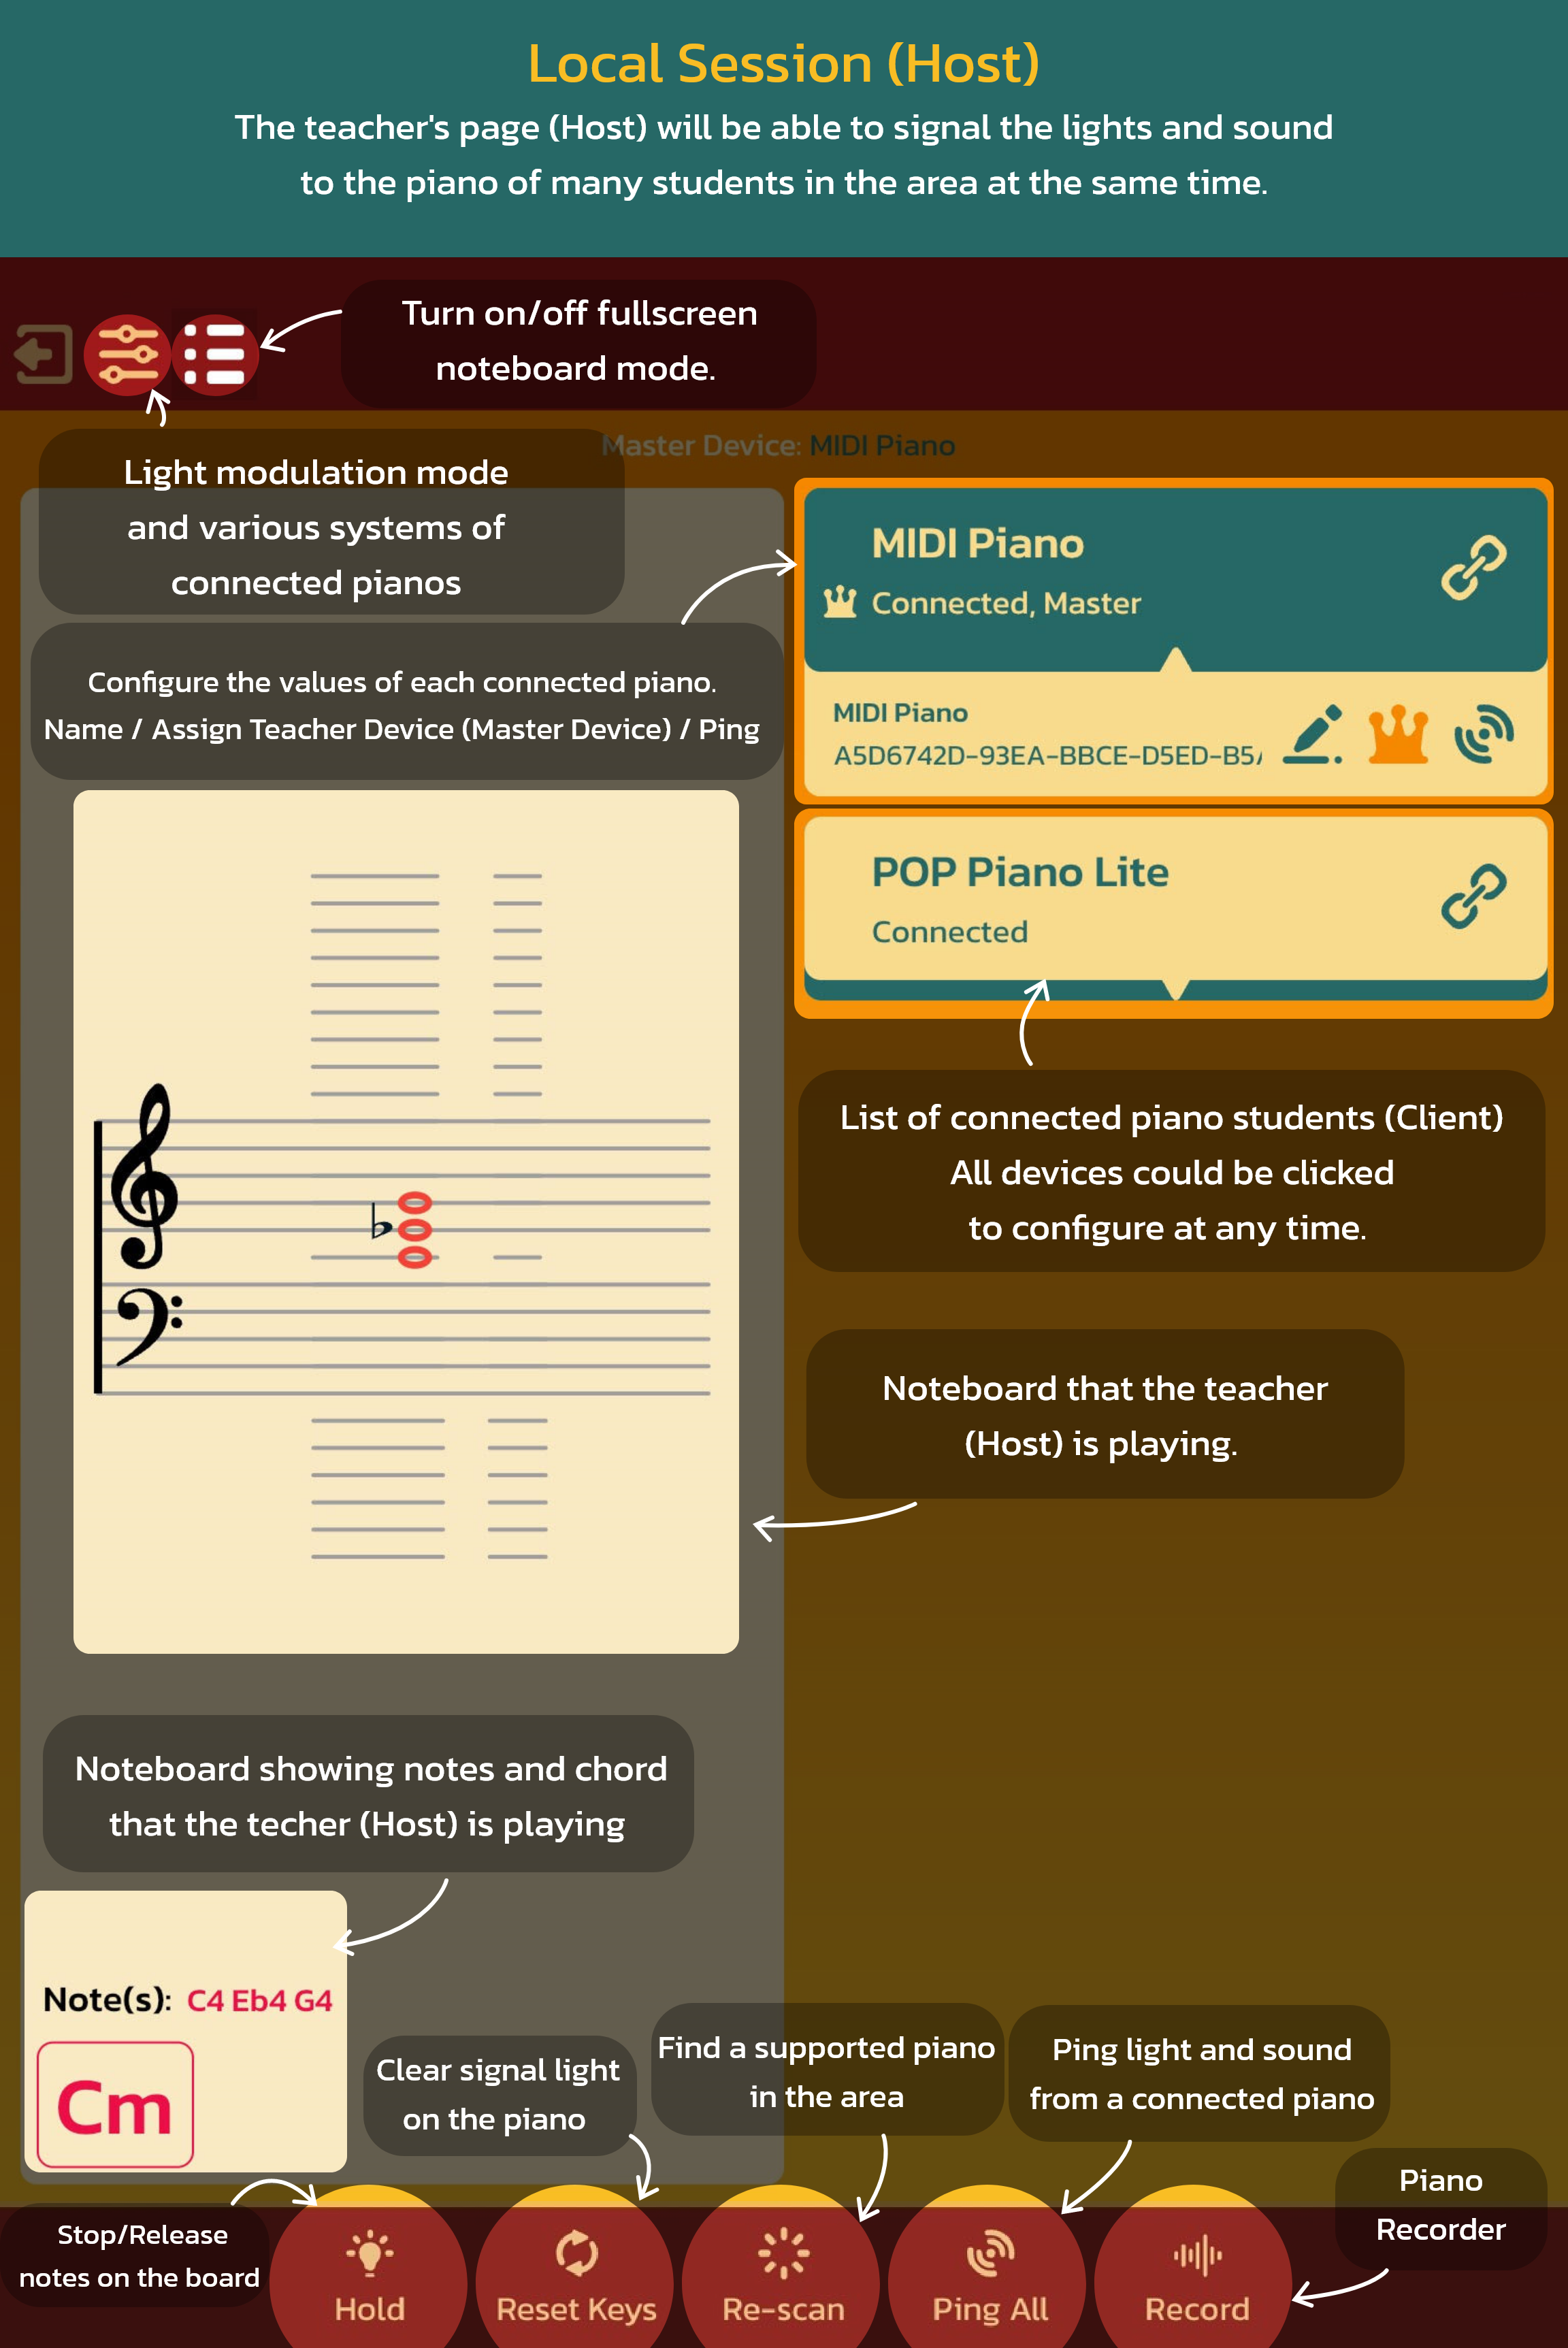 Local Session (Host)
The teacher's page (Host) will be able to signal the lights and sound
to the piano of many students in the area at the same time.
Turn on/off fullscreen
noteboard mode.
Master Device: MIDI Piano
Light modulation mode
and various systems of
connected pianos
MIDI Piano
Connected, Master
Configure the values of each connected piano.
Name / Assign Teacher Device (Master Device) / Ping
MIDI Piano
A5D6742D-93EA-BBCE-D5ED-B5
POP Piano Lite
Connected
List of connected piano students (Client)
All devices could be clicked
to configure at any time.
Noteboard that the teacher
(Host) is playing.
Noteboard showing notes and chord
that the techer (Host) is playing
Note(s): C4 Eb4 G4
Cm
Clear signal light
on the piano
Find a supported piano
in the area
Ping light and sound
from a connected piano
Piano
Recorder
Stop/Release
notes on the board
Hold
Reset Keys
Re-scan
Ping All
Record